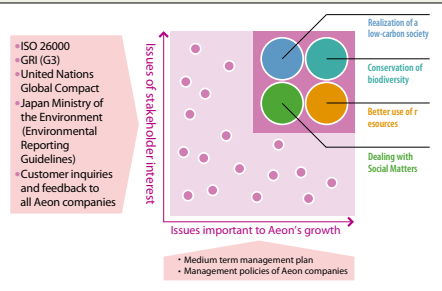 • ISO 26000
• GRI (G3)
• United Nations
Global Compact
• Japan Ministry of
the Environment
(Environmental
Reporting
Guidelines)
• Customer inquiries
and feedback to
all Aeon companies
Issues of stakeholder
interest
Realization of a
low-carbon society
Conservation of
biodiversity
Better use of r
esources
Dealing with
Social Matters
Issues important to Aeon's growth
・ Medium term management plan
・ Management policies of Aeon companies